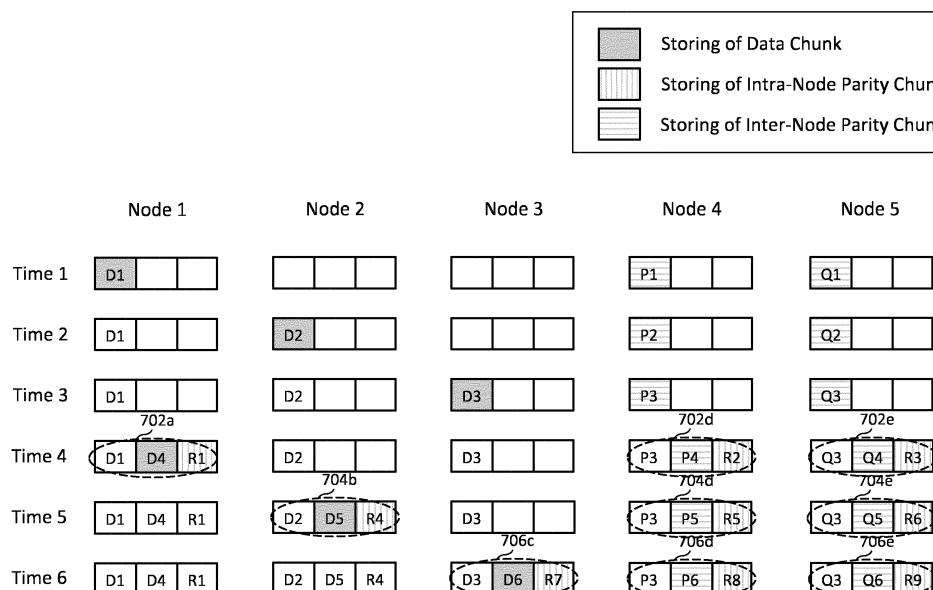 Storing of Data Chunk
Storing of Intra-Node Parity Chun
Storing of Inter-Node Parity Chun
Node 1 Node 2 Node 3 Node 4 Node 5
Time 1 D1 P1 Q1
Time 2 D1 D2 P2 Q2
Time 3 D1 D2 D3 P3 Q3
702a 702d 702e
Time 4 D1 D4 R1 D2 D3 P3 P4 R2 Q3 Q4 R3
704b 704d 704e
Time 5 D1 D4 R1 D2 D5 R4 D3 P3 P5 R5 Q3 Q5 R6
706c 706d 706e
Time 6 D1 D4 R1 D2 D5 R4 D3 D6 R7 P3 P6 R8 Q3 Q6 R9